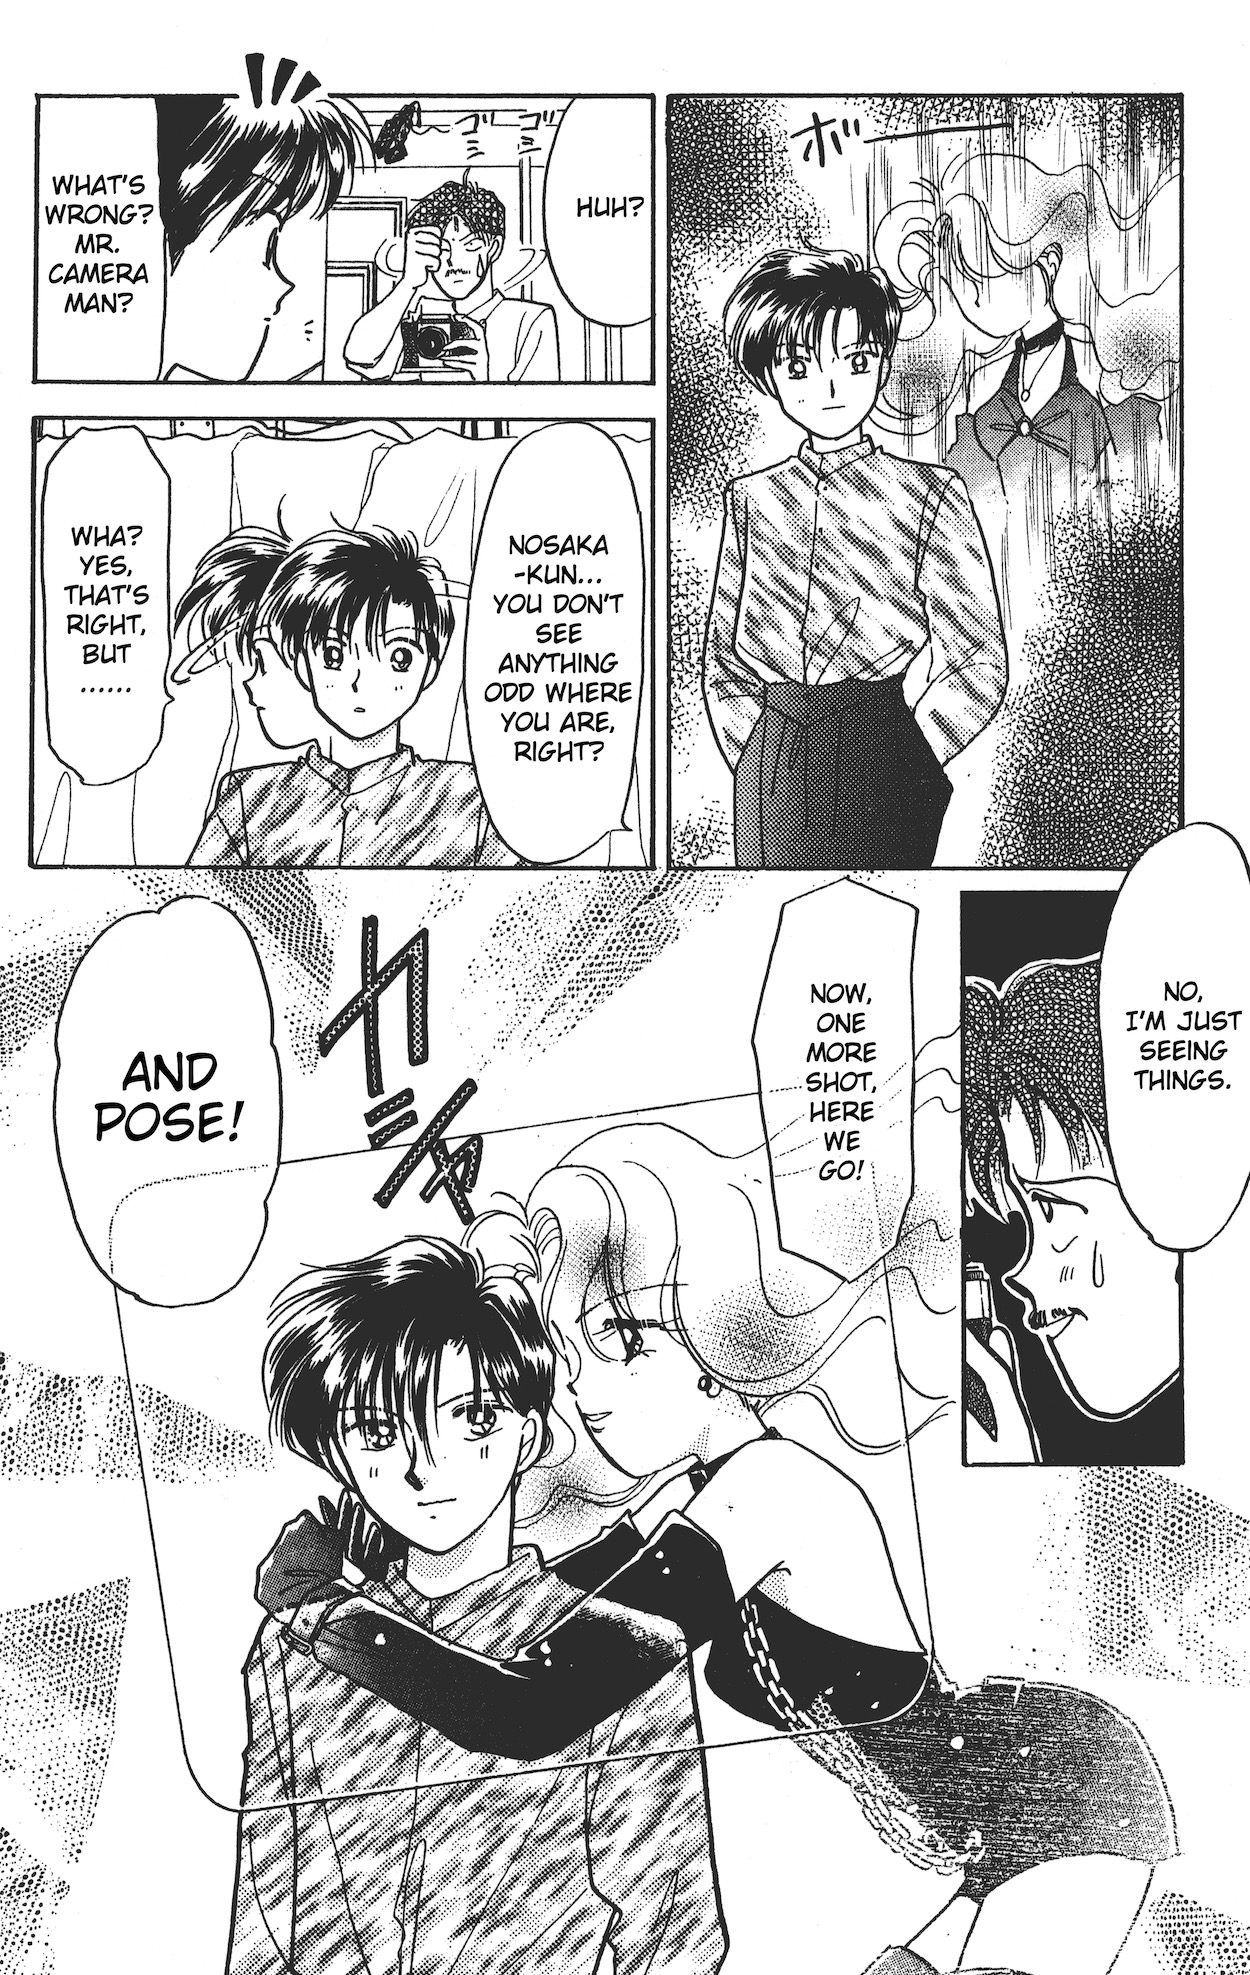 ボー
HUH?
ゴシ
ゴシ
WHAT'S
WRONG?
MR.
CAMERA
MAN?
NOSAKA
-KUN...
YOU DON'T
SEE
ANYTHING
ODD WHERE
YOU ARE,
RIGHT?
WHA?
YES,
THAT'S
RIGHT,
BUT
......
NO,
I'M JUST
SEEING
THINGS.
NOW,
ONE
MORE
SHOT,
HERE
WE
GO!
カシャ
AND
POSE!